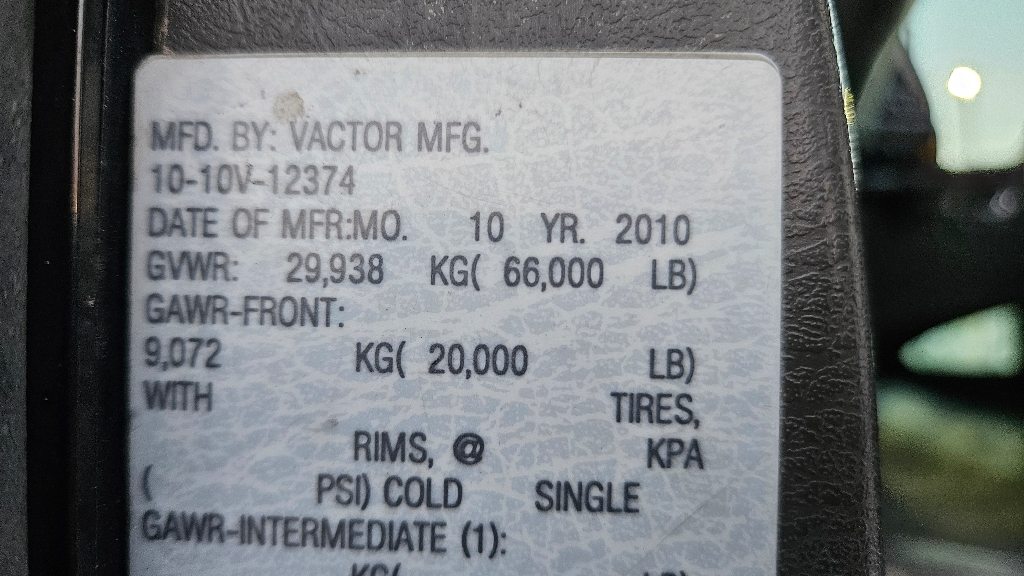 MFD. BY: VACTOR MFG.
10-10V-12374
DATE OF MFR:MO. 10 YR. 2010
GVWR: 29,938 KG( 66,000 LB)
GAWR-FRONT:
9,072 KG( 20,000 LB)
WITH TIRES,
RIMS, @ KPA
( PSI) COLD SINGLE
GAWR-INTERMEDIATE (1):
KG( LB)